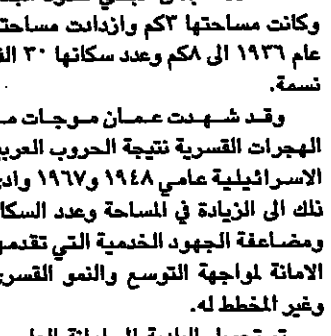 وكانت مساحتها ٣كم وازدادت مساحت
عام ١٩٣٦ الى ٨كم وعدد سكانها ٣٠ الف
نسمة.
وقد شهدت عمان موجات م
الهجرات القسرية نتيجة الحروب العربي
الاسرائيلية عامي ١٩٤٨ و١٩٦٧ وادى
ذلك الى الزيادة في المساحة وعدد السكا
ومضاعفة الجهود الخدمية التي تقدمه
الامانة لمواجهة التوسع والنمو القسري
وغير المخطط له.